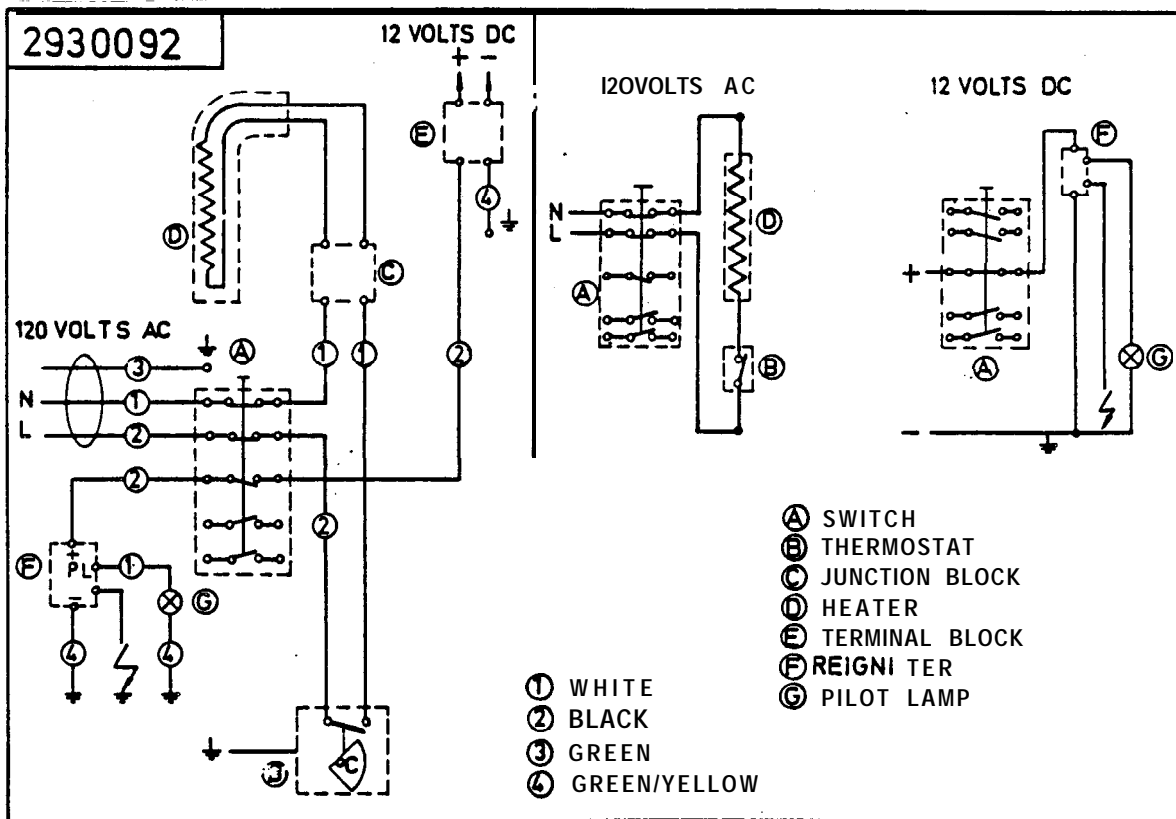 2930092
12 VOLTS DC
+ -
E
4
D
C
120 VOLTS AC
3
A
1 1
2
N
1
L
2
2
2
F
+
PL
-
1
G
4
4
B
°C
120VOLTS AC
N
L
D
A
B
12 VOLTS DC
F
+
G
A
-
1 WHITE
2 BLACK
3 GREEN
4 GREEN/YELLOW
A SWITCH
B THERMOSTAT
C JUNCTION BLOCK
D HEATER
E TERMINAL BLOCK
F REIGNI TER
G PILOT LAMP